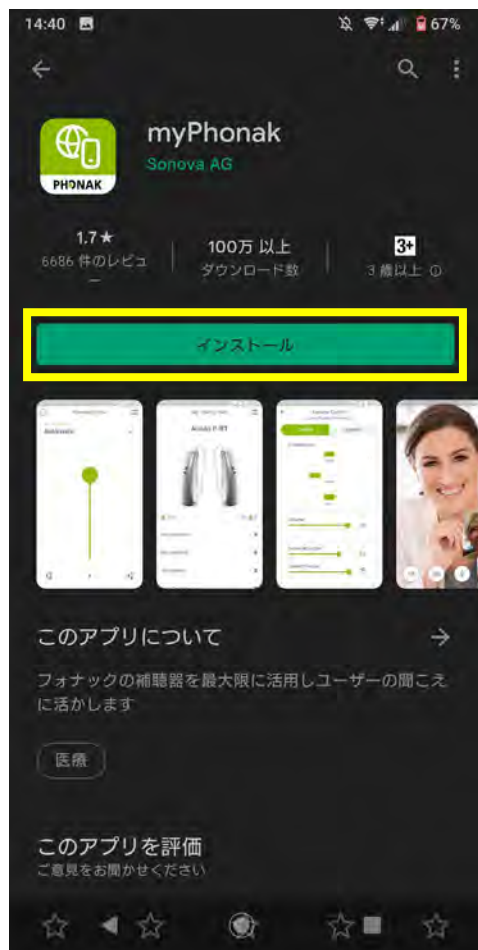 14:40
67%
myPhonak
Sonova AG
PHONAK
1.7★
6686 件のレビュー
100万 以上
ダウンロード数
3+
3 歳以上
インストール
このアプリについて
フォナックの補聴器を最大限に活用しユーザーの聞こえ
に活かします
医療
このアプリを評価
ご意見をお聞かせください